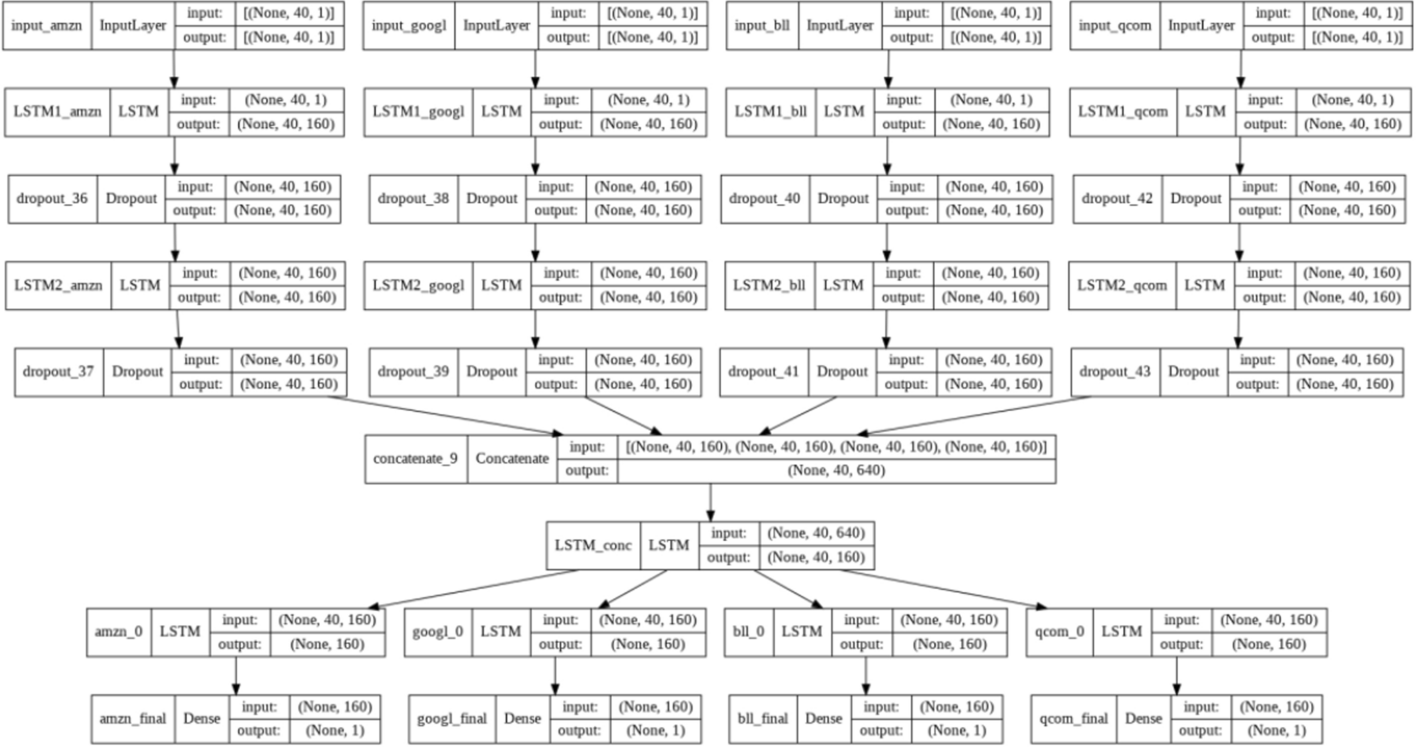 input_amzn InputLayer input: [(None, 40, 1)] output: [(None, 40, 1)]
input_googl InputLayer input: [(None, 40, 1)] output: [(None, 40, 1)]
input_bll InputLayer input: [(None, 40, 1)] output: [(None, 40, 1)]
input_qcom InputLayer input: [(None, 40, 1)] output: [(None, 40, 1)]
LSTM1_amzn LSTM input: (None, 40, 1) output: (None, 40, 160)
LSTM1_googl LSTM input: (None, 40, 1) output: (None, 40, 160)
LSTM1_bll LSTM input: (None, 40, 1) output: (None, 40, 160)
LSTM1_qcom LSTM input: (None, 40, 1) output: (None, 40, 160)
dropout_36 Dropout input: (None, 40, 160) output: (None, 40, 160)
dropout_38 Dropout input: (None, 40, 160) output: (None, 40, 160)
dropout_40 Dropout input: (None, 40, 160) output: (None, 40, 160)
dropout_42 Dropout input: (None, 40, 160) output: (None, 40, 160)
LSTM2_amzn LSTM input: (None, 40, 160) output: (None, 40, 160)
LSTM2_googl LSTM input: (None, 40, 160) output: (None, 40, 160)
LSTM2_bll LSTM input: (None, 40, 160) output: (None, 40, 160)
LSTM2_qcom LSTM input: (None, 40, 160) output: (None, 40, 160)
dropout_37 Dropout input: (None, 40, 160) output: (None, 40, 160)
dropout_39 Dropout input: (None, 40, 160) output: (None, 40, 160)
dropout_41 Dropout input: (None, 40, 160) output: (None, 40, 160)
dropout_43 Dropout input: (None, 40, 160) output: (None, 40, 160)
concatenate_9 Concatenate input: [(None, 40, 160), (None, 40, 160), (None, 40, 160), (None, 40, 160)] output: (None, 40, 640)
LSTM_conc LSTM input: (None, 40, 640) output: (None, 40, 160)
amzn_0 LSTM input: (None, 40, 160) output: (None, 160)
googl_0 LSTM input: (None, 40, 160) output: (None, 160)
bll_0 LSTM input: (None, 40, 160) output: (None, 160)
qcom_0 LSTM input: (None, 40, 160) output: (None, 160)
amzn_final Dense input: (None, 160) output: (None, 1)
googl_final Dense input: (None, 160) output: (None, 1)
bll_final Dense input: (None, 160) output: (None, 1)
qcom_final Dense input: (None, 160) output: (None, 1)